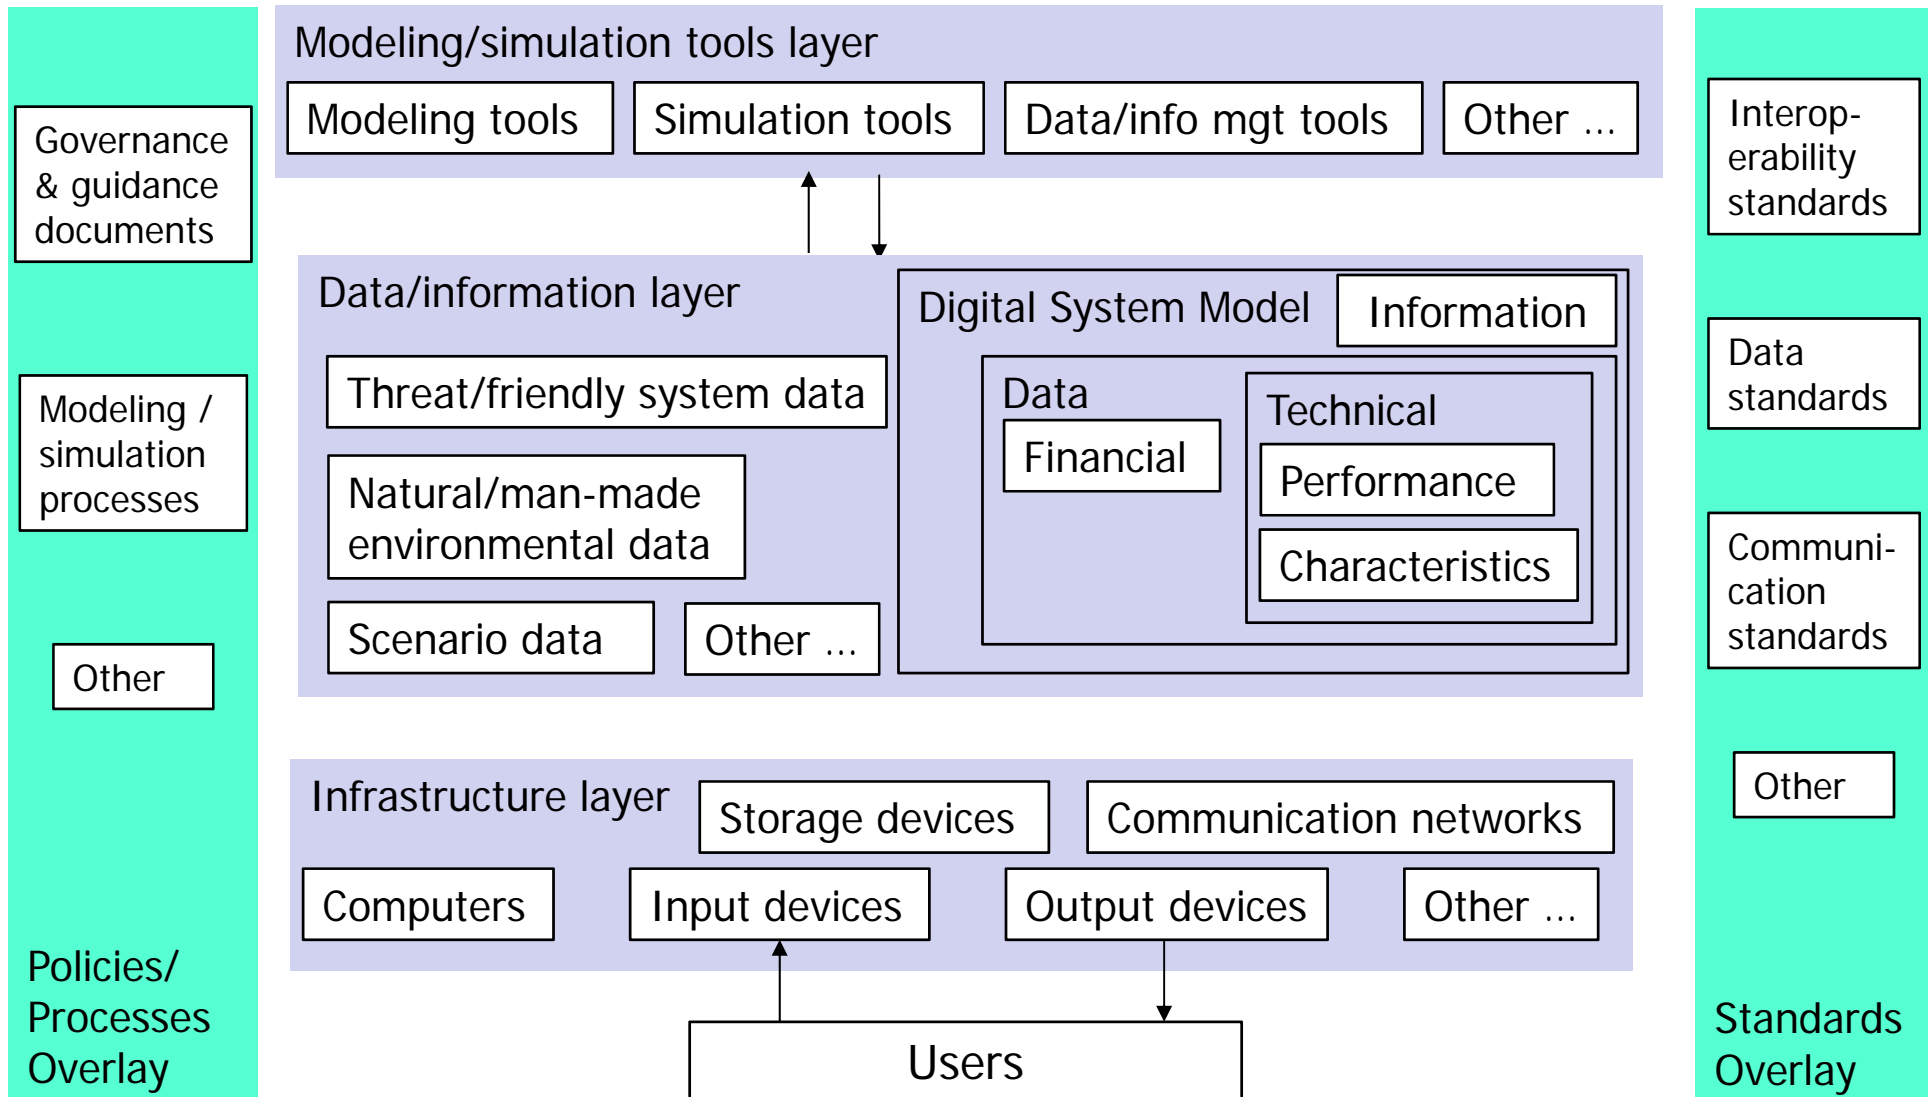 Modeling/simulation tools layer
Modeling tools
Simulation tools
Data/info mgt tools
Other ...
Governance
& guidance
documents
Modeling /
simulation
processes
Other
Policies/
Processes
Overlay
Data/information layer
Threat/friendly system data
Natural/man-made
environmental data
Scenario data
Other ...
Digital System Model
Information
Data
Financial
Technical
Performance
Characteristics
Infrastructure layer
Storage devices
Communication networks
Computers
Input devices
Output devices
Other ...
Users
Interop-
erability
standards
Data
standards
Communi-
cation
standards
Other
Standards
Overlay